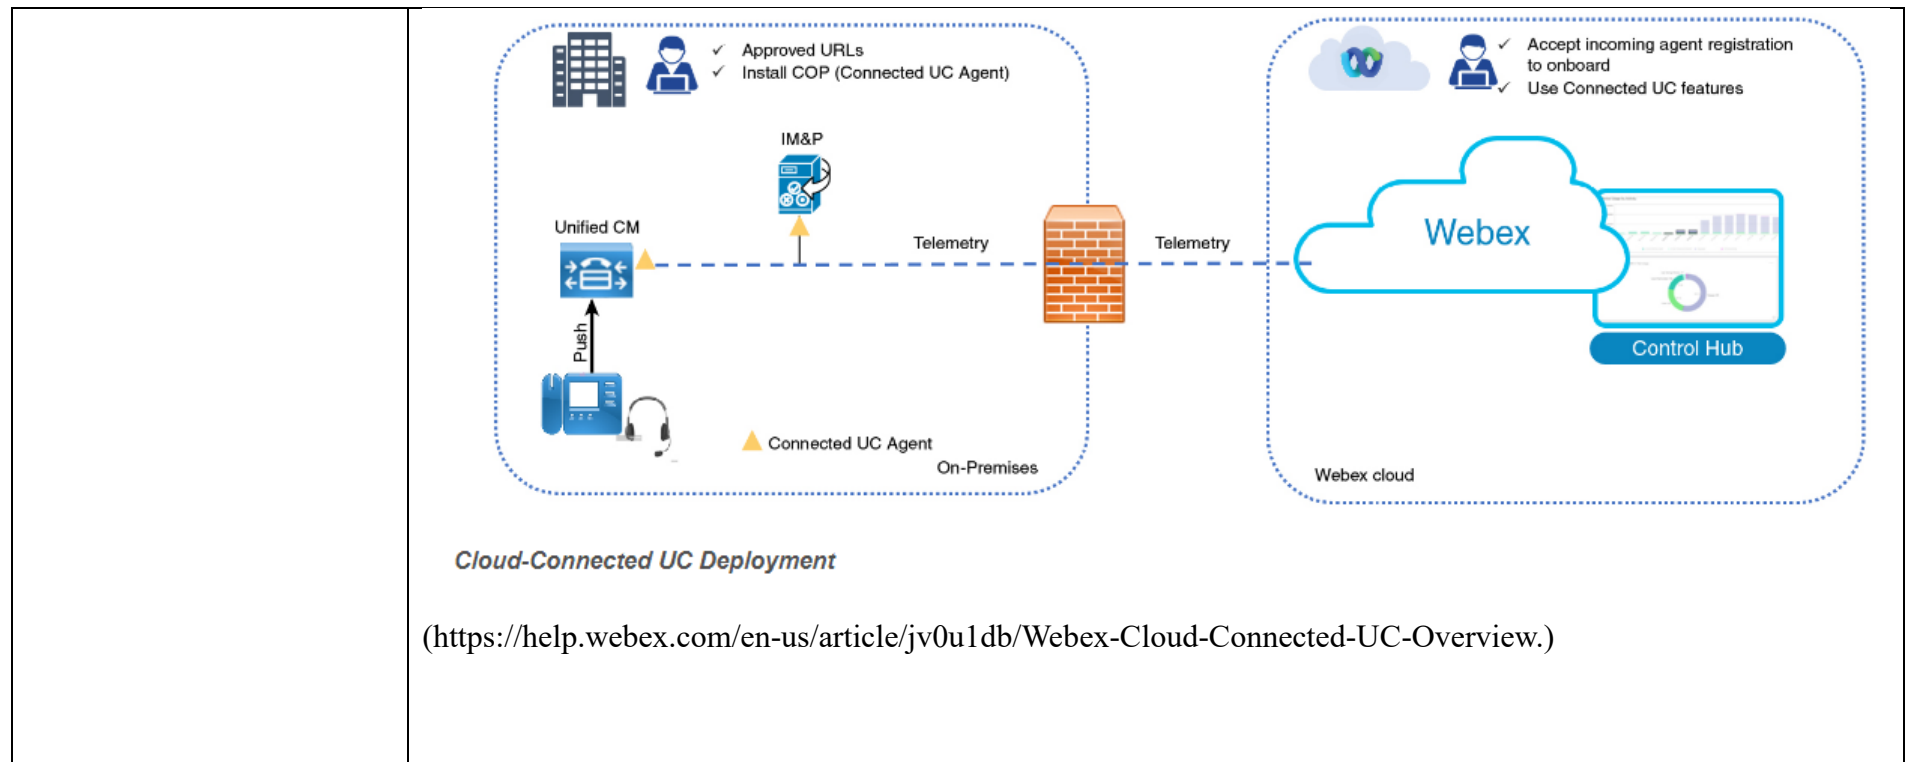 ✓ Approved URLs
✓ Install COP (Connected UC Agent)
✓ Accept incoming agent registration
to onboard
✓ Use Connected UC features
IM&P
Unified CM
Telemetry
Telemetry
Webex
Push
Control Hub
Connected UC Agent
On-Premises
Webex cloud
Cloud-Connected UC Deployment
(https://help.webex.com/en-us/article/jv0u1db/Webex-Cloud-Connected-UC-Overview.)